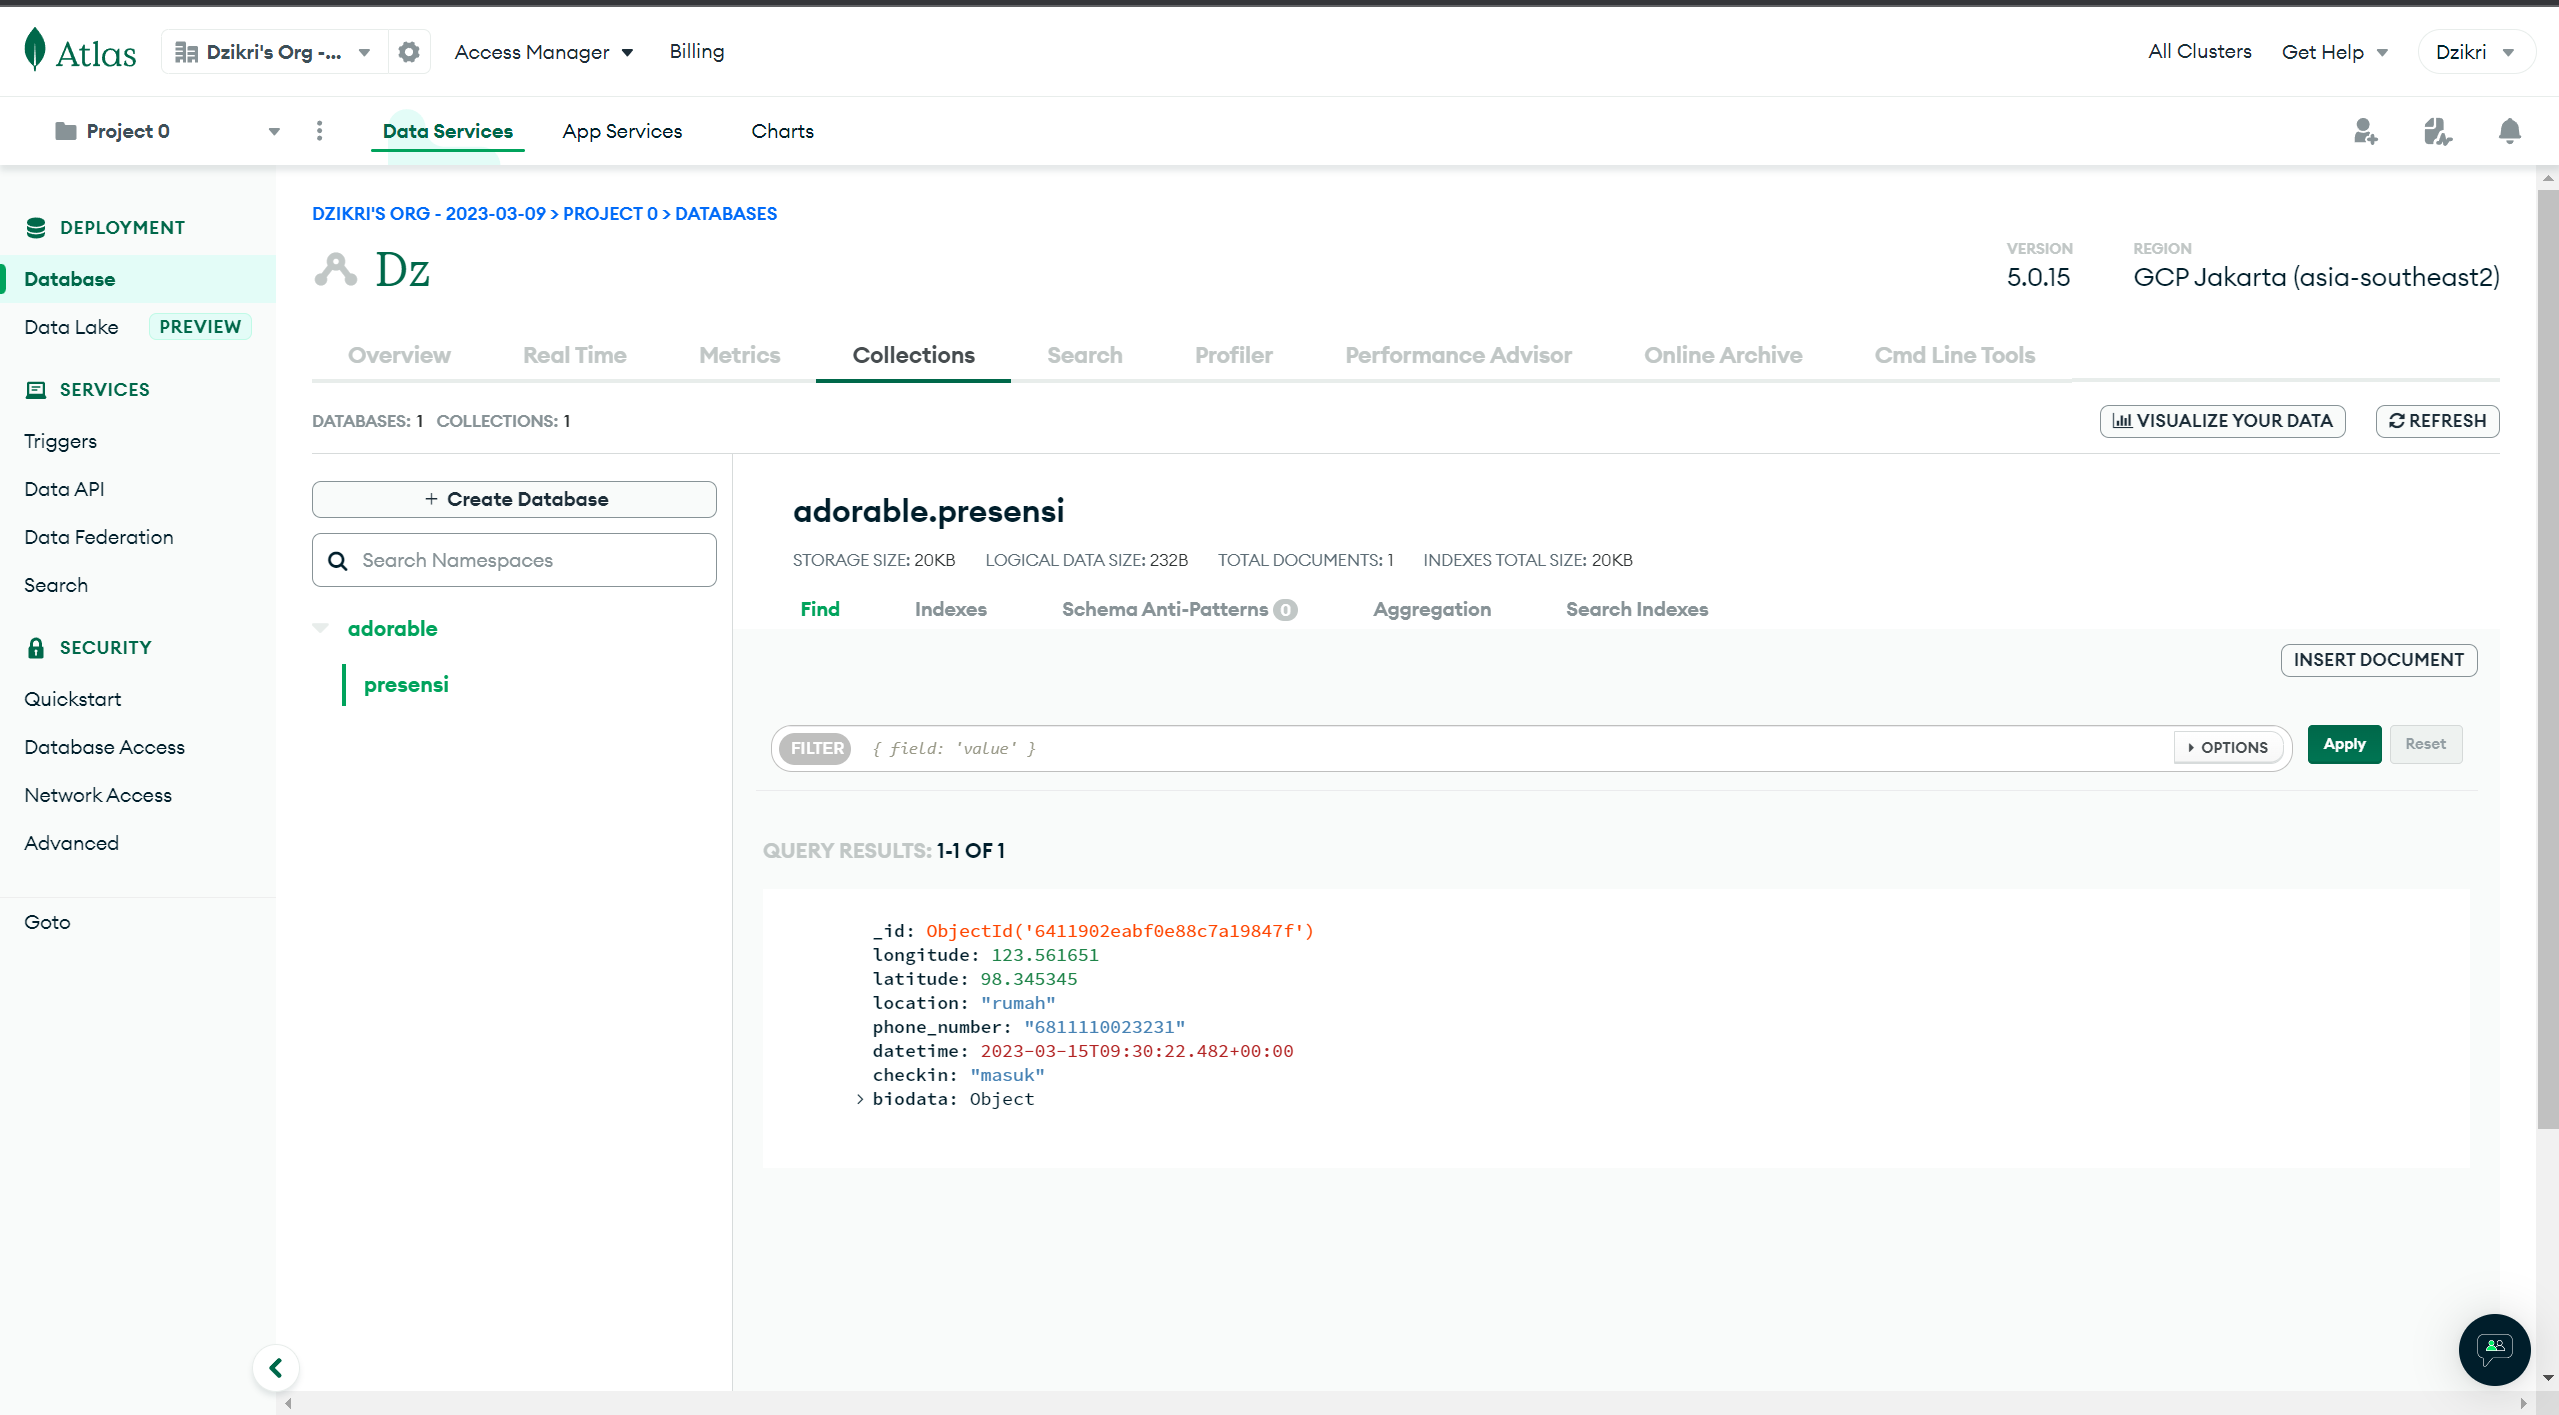 Atlas
Dzikri's Org -...
Access Manager
Billing
All Clusters
Get Help
Dzikri
Project 0
Data Services
App Services
Charts
DEPLOYMENT
Database
Data Lake
PREVIEW
SERVICES
Triggers
Data API
Data Federation
Search
SECURITY
Quickstart
Database Access
Network Access
Advanced
Goto
DZIKRI'S ORG - 2023-03-09 > PROJECT 0 > DATABASES
Dz
VERSION
5.0.15
REGION
GCP Jakarta (asia-southeast2)
Overview
Real Time
Metrics
Collections
Search
Profiler
Performance Advisor
Online Archive
Cmd Line Tools
DATABASES: 1 COLLECTIONS: 1
VISUALIZE YOUR DATA
REFRESH
+ Create Database
Search Namespaces
adorable
presensi
adorable.presensi
STORAGE SIZE: 20KB LOGICAL DATA SIZE: 232B TOTAL DOCUMENTS: 1 INDEXES TOTAL SIZE: 20KB
Find
Indexes
Schema Anti-Patterns 0
Aggregation
Search Indexes
INSERT DOCUMENT
FILTER
{ field: 'value' }
OPTIONS
Apply
Reset
QUERY RESULTS: 1-1 OF 1
_id: ObjectId('6411902eabf0e88c7a19847f')
longitude: 123.561651
latitude: 98.345345
location: "rumah"
phone_number: "6811110023231"
datetime: 2023-03-15T09:30:22.482+00:00
checkin: "masuk"
> biodata: Object